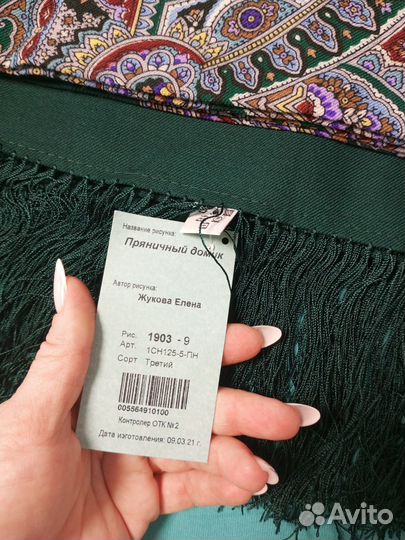 Название рисунка:
Пряничный домик
Автор рисунка:
Жукова Елена
Рис. 1903 - 9
Арт. 1СН125-5-ПН
Сорт Третий
005564910100
Контролер ОТК №2
Дата изготовления: 09.03.21 г.
Avito